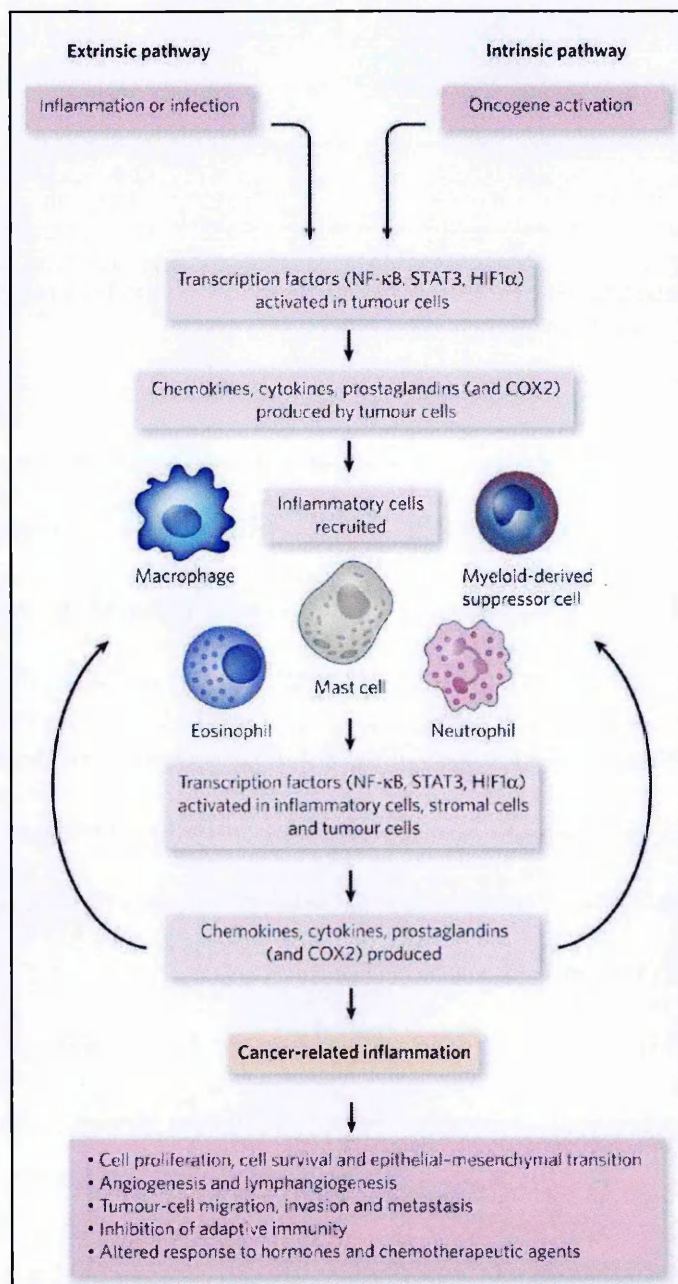 Extrinsic pathway
Intrinsic pathway
Inflammation or infection
Oncogene activation
Transcription factors (NF-κB, STAT3, HIF1α)
activated in tumour cells
Chemokines, cytokines, prostaglandins (and COX2)
produced by tumour cells
Inflammatory cells
recruited
Macrophage
Myeloid-derived
suppressor cell
Mast cell
Eosinophil
Neutrophil
Transcription factors (NF-κB, STAT3, HIF1α)
activated in inflammatory cells, stromal cells
and tumour cells
Chemokines, cytokines, prostaglandins
(and COX2) produced
Cancer-related inflammation
• Cell proliferation, cell survival and epithelial–mesenchymal transition
• Angiogenesis and lymphangiogenesis
• Tumour-cell migration, invasion and metastasis
• Inhibition of adaptive immunity
• Altered response to hormones and chemotherapeutic agents